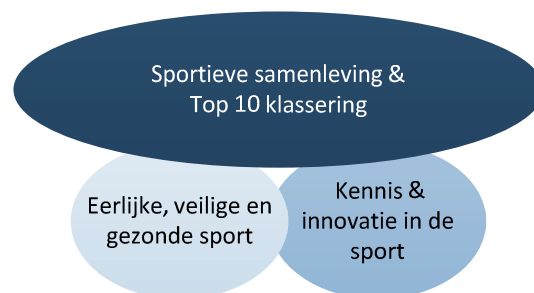 Sportieve samenleving &
Top 10 klassering
Eerlijke, veilige en
gezonde sport
Kennis &
innovatie in de
sport